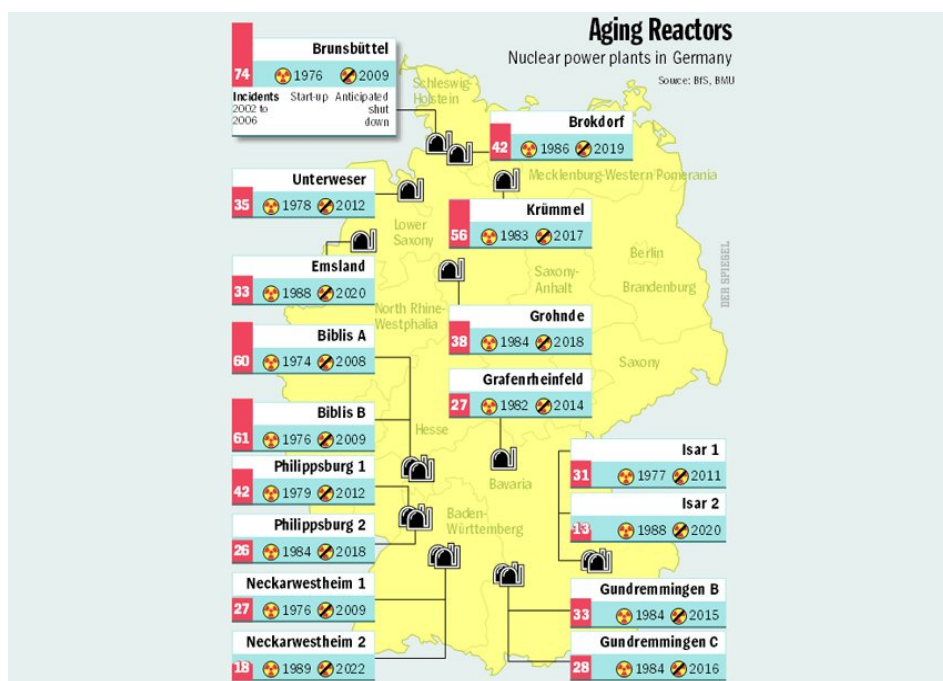 Aging Reactors
Nuclear power plants in Germany
Source: BfS, BMU
Brunsbüttel
74 1976 2009
Incidents Start-up Anticipated
2002 to shut
2006 down
Schleswig-
Holstein
Brokdorf
42 1986 2019
Mecklenburg-Western Pomerania
Unterweser
35 1978 2012
Krümmel
56 1983 2017
Lower
Saxony
Berlin
Brandenburg
DER SPIEGEL
Emsland
33 1988 2020
Saxony-
Anhalt
North Rhine-
Westphalia
Grohnde
38 1984 2018
Biblis A
60 1974 2008
Saxony
Grafenrheinfeld
27 1982 2014
Biblis B
61 1976 2009
Hesse
Isar 1
31 1977 2011
Philippsburg 1
42 1979 2012
Bavaria
Isar 2
13 1988 2020
Philippsburg 2
26 1984 2018
Baden-
Württemberg
Neckarwestheim 1
27 1976 2009
Gundremmingen B
33 1984 2015
Neckarwestheim 2
18 1989 2022
Gundremmingen C
28 1984 2016